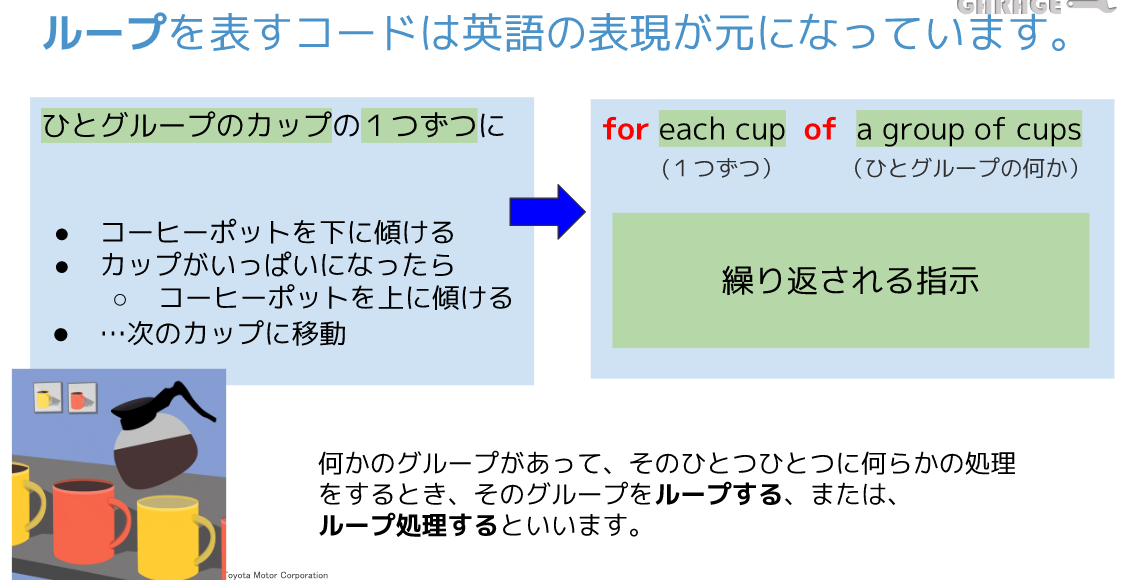 GARAGE
ループを表すコードは英語の表現が元になっています。
ひとグループのカップの１つずつに
● コーヒーポットを下に傾ける
● カップがいっぱいになったら
○ コーヒーポットを上に傾ける
● …次のカップに移動
for each cup of a group of cups
（１つずつ） （ひとグループの何か）
繰り返される指示
何かのグループがあって、そのひとつひとつに何らかの処理
をするとき、そのグループをループする、または、
ループ処理するといいます。
Toyota Motor Corporation